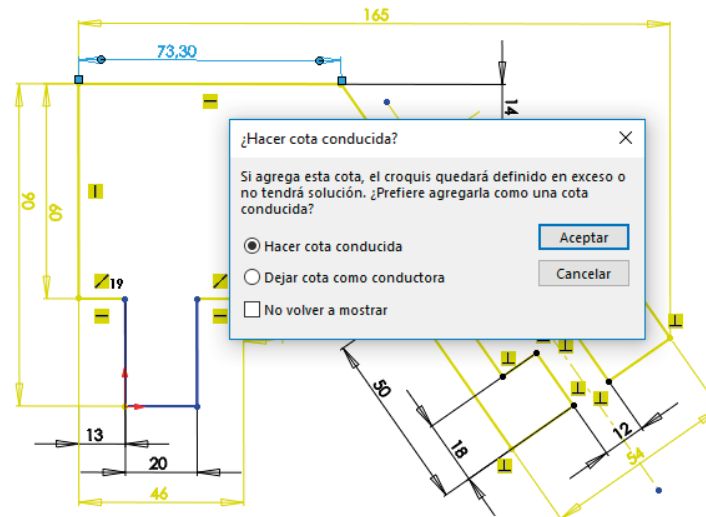 165
73,30
14
¿Hacer cota conducida?
Si agrega esta cota, el croquis quedará definido en exceso o
no tendrá solución. ¿Prefiere agregarla como una cota
conducida?
Hacer cota conducida
Aceptar
Dejar cota como conductora
Cancelar
No volver a mostrar
90
60
19
50
18
12
54
13
20
46